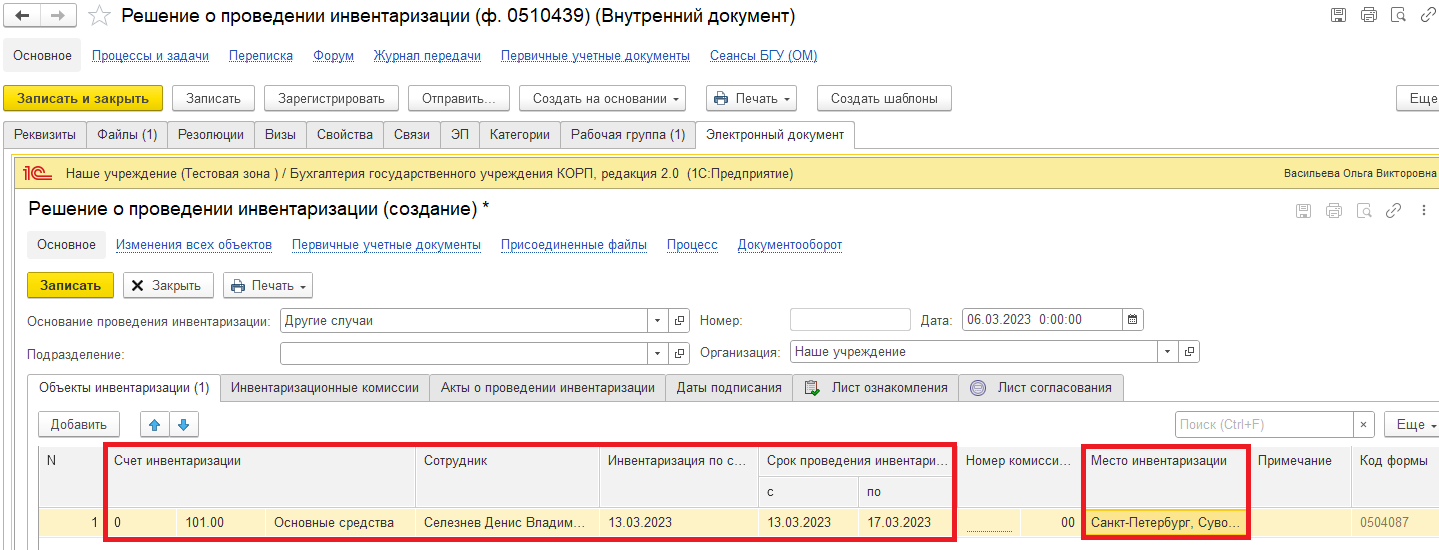 Решение о проведении инвентаризации (ф. 0510439) (Внутренний документ)
Основное Процессы и задачи Переписка Форум Журнал передачи Первичные учетные документы Сеансы БГУ (ОМ)
Записать и закрыть Записать Зарегистрировать Отправить... Создать на основании Печать Создать шаблоны Еще
Реквизиты Файлы (1) Резолюции Визы Свойства Связи ЭП Категории Рабочая группа (1) Электронный документ
1С Наше учреждение (Тестовая зона ) / Бухгалтерия государственного учреждения КОРП, редакция 2.0 (1С:Предприятие) Васильева Ольга Викторовна
Решение о проведении инвентаризации (создание) *
Основное Изменения всех объектов Первичные учетные документы Присоединенные файлы Процесс Документооборот
Записать Закрыть Печать
Основание проведения инвентаризации: Другие случаи Номер: Дата: 06.03.2023 0:00:00
Подразделение: Организация: Наше учреждение
Объекты инвентаризации (1) Инвентаризационные комиссии Акты о проведении инвентаризации Даты подписания Лист ознакомления Лист согласования
Добавить Поиск (Ctrl+F) × Еще
N Счет инвентаризации Сотрудник Инвентаризация по с... Срок проведения инвентари... Номер комисси... Место инвентаризации Примечание Код формы
с по
1 0 101.00 Основные средства Селезнев Денис Владим... 13.03.2023 13.03.2023 17.03.2023 00 Санкт-Петербург, Суво... 0504087